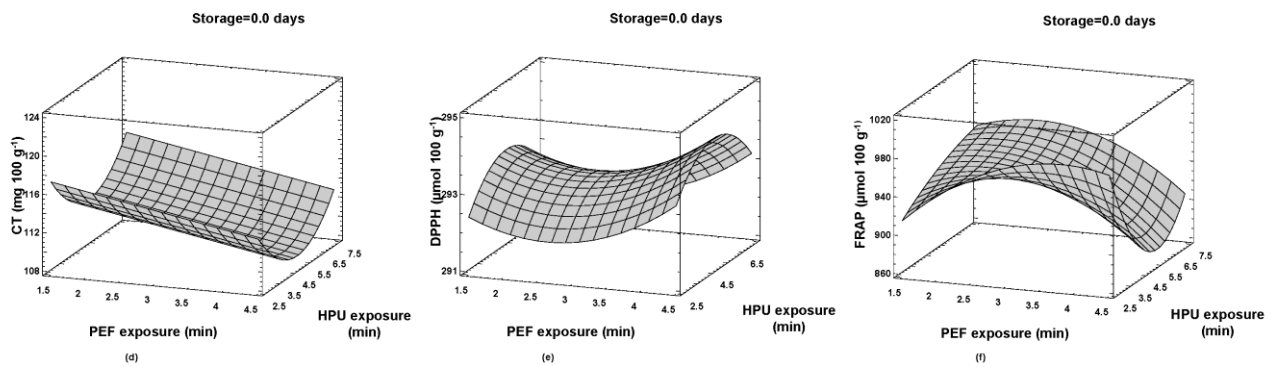 Storage=0.0 days
CT (mg 100 g⁻¹)
124
120
116
112
108
1.5
2
2.5
3
3.5
4
4.5
2.5
3.5
4.5
5.5
6.5
7.5
PEF exposure (min)
HPU exposure
(min)
(d)
Storage=0.0 days
DPPH (µmol 100 g⁻¹)
295
293
291
1.5
2
2.5
3
3.5
4
4.5
2.5
4.5
6.5
PEF exposure (min)
HPU exposure
(min)
(e)
Storage=0.0 days
FRAP (µmol 100 g⁻¹)
1020
980
940
900
860
1.5
2
2.5
3
3.5
4
4.5
2.5
3.5
4.5
5.5
6.5
7.5
PEF exposure (min)
HPU exposure
(min)
(f)